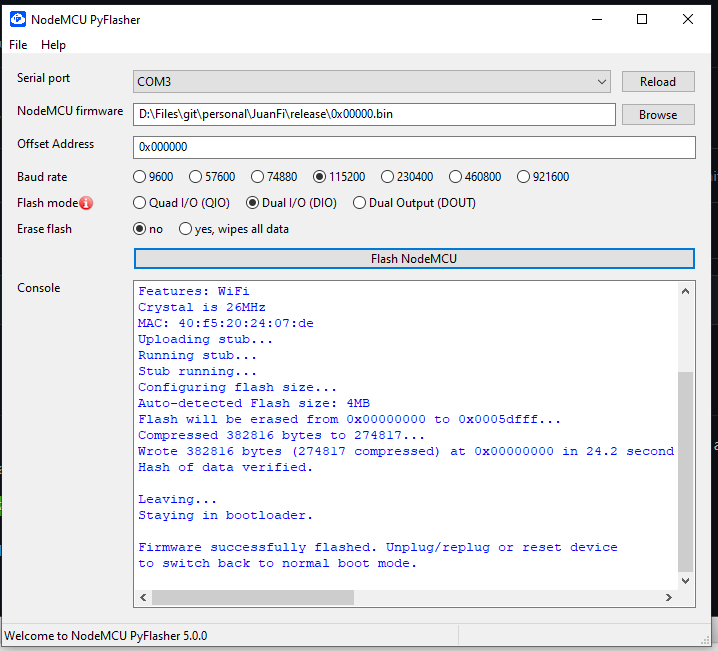 NodeMCU PyFlasher
File Help
Serial port COM3 Reload
NodeMCU firmware D:\Files\git\personal\JuanFi\release\0x00000.bin Browse
Offset Address 0x000000
Baud rate 9600 57600 74880 115200 230400 460800 921600
Flash mode Quad I/O (QIO) Dual I/O (DIO) Dual Output (DOUT)
Erase flash no yes, wipes all data
Flash NodeMCU
Console
Features: WiFi
Crystal is 26MHz
MAC: 40:f5:20:24:07:de
Uploading stub...
Running stub...
Stub running...
Configuring flash size...
Auto-detected Flash size: 4MB
Flash will be erased from 0x00000000 to 0x0005dfff...
Compressed 382816 bytes to 274817...
Wrote 382816 bytes (274817 compressed) at 0x00000000 in 24.2 second
Hash of data verified.
Leaving...
Staying in bootloader.
Firmware successfully flashed. Unplug/replug or reset device
to switch back to normal boot mode.
Welcome to NodeMCU PyFlasher 5.0.0